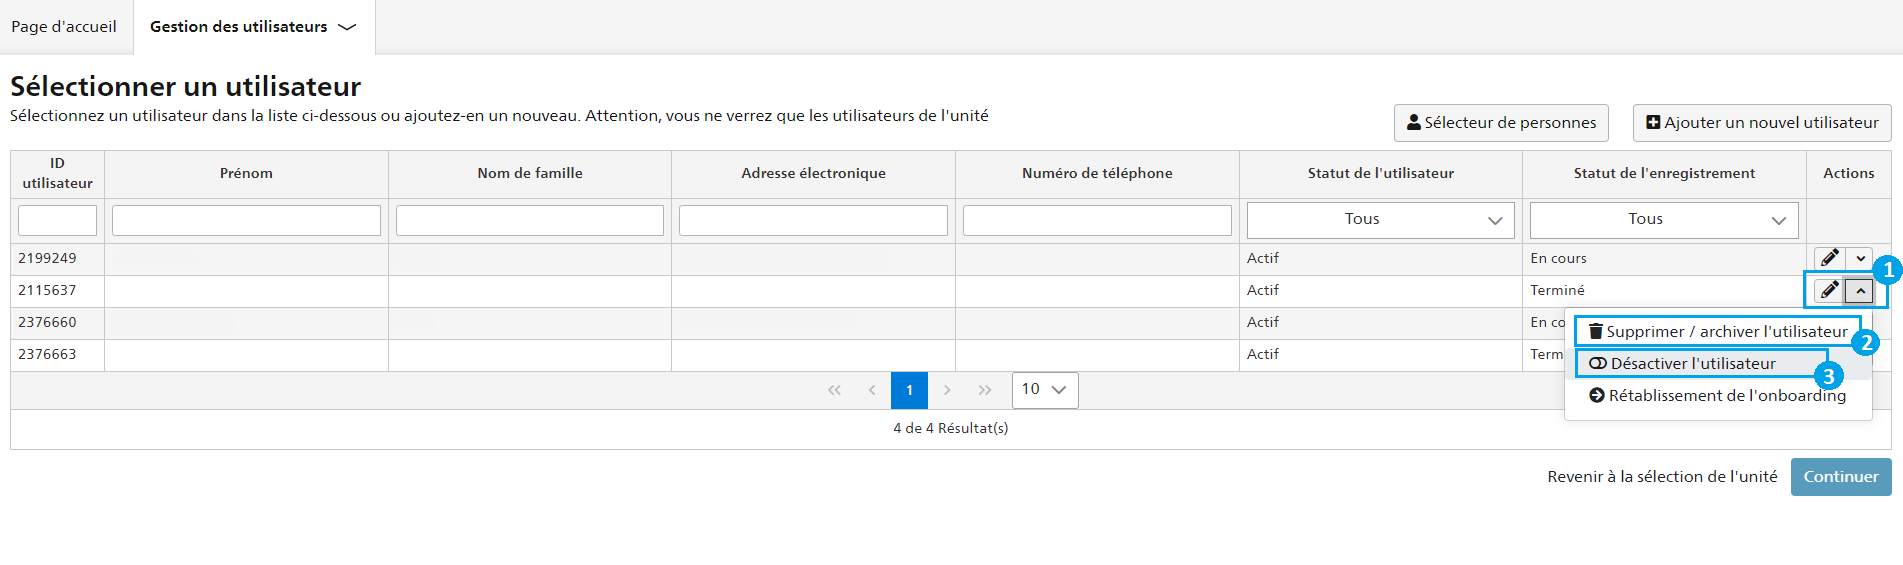 Page d'accueil
Gestion des utilisateurs
Sélectionner un utilisateur
Sélectionnez un utilisateur dans la liste ci-dessous ou ajoutez-en un nouveau. Attention, vous ne verrez que les utilisateurs de l'unité
Sélecteur de personnes
Ajouter un nouvel utilisateur
ID utilisateur Prénom Nom de famille Adresse électronique Numéro de téléphone Statut de l'utilisateur Statut de l'enregistrement Actions
Tous Tous
2199249 Actif En cours
1
2115637 Actif Terminé
2376660 Actif En co
Supprimer / archiver l'utilisateur
2
2376663 Actif Term
Désactiver l'utilisateur
3
Rétablissement de l'onboarding
1 10
4 de 4 Résultat(s)
Revenir à la sélection de l'unité Continuer